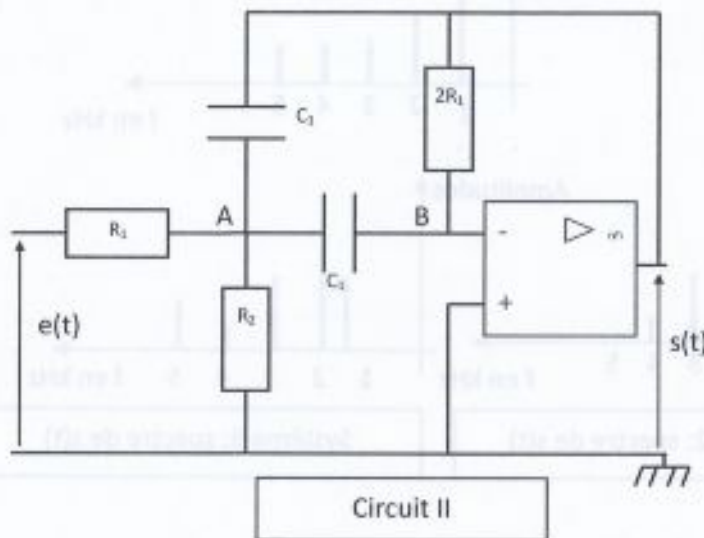 C₁
2R₁
A
B
R₁
C₁
R₂
-
+
▷ ∞
e(t)
s(t)
Circuit II